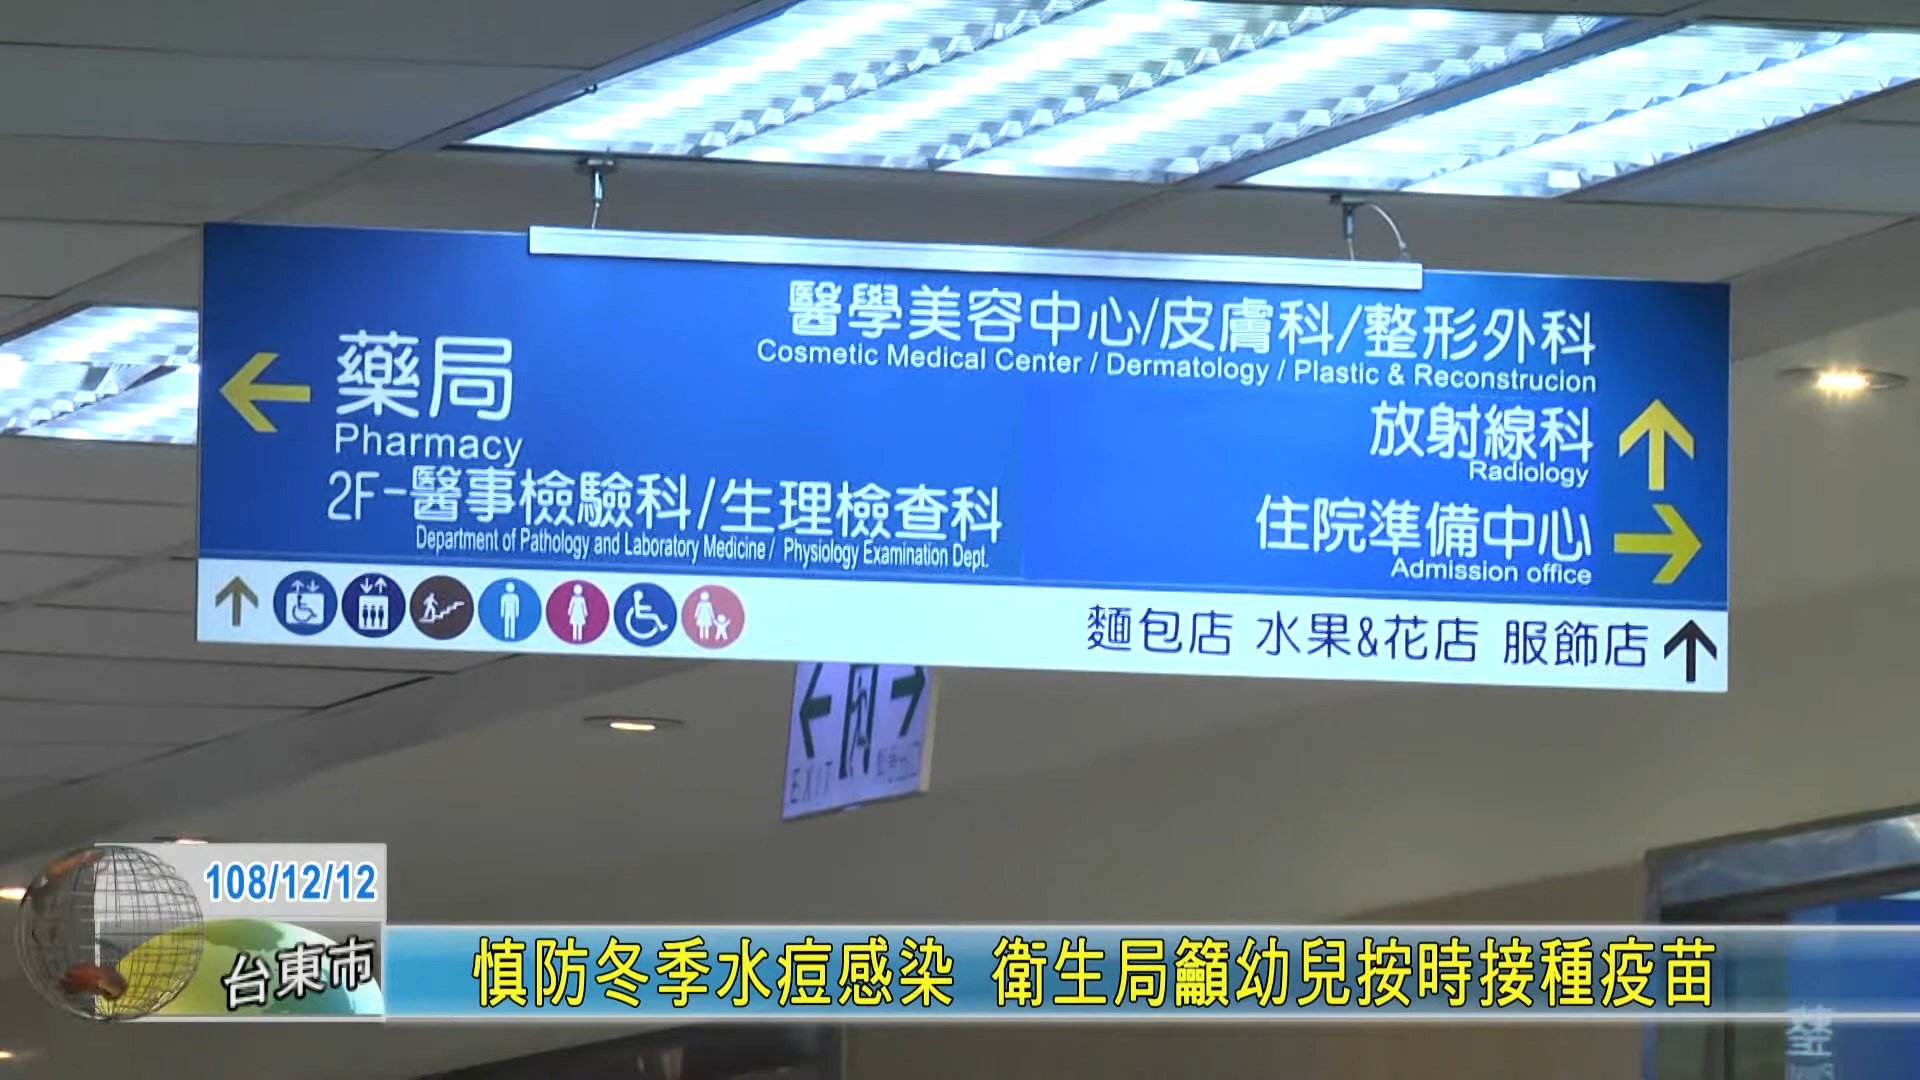 醫學美容中心/皮膚科/整形外科
Cosmetic Medical Center / Dermatology / Plastic & Reconstrucion
藥局
Pharmacy
放射線科
Radiology
2F-醫事檢驗科/生理檢查科
Department of Pathology and Laboratory Medicine / Physiology Examination Dept.
住院準備中心
Admission office
麵包店 水果&花店 服飾店
EXIT
108/12/12
台東市
慎防冬季水痘感染 衛生局籲幼兒按時接種疫苗